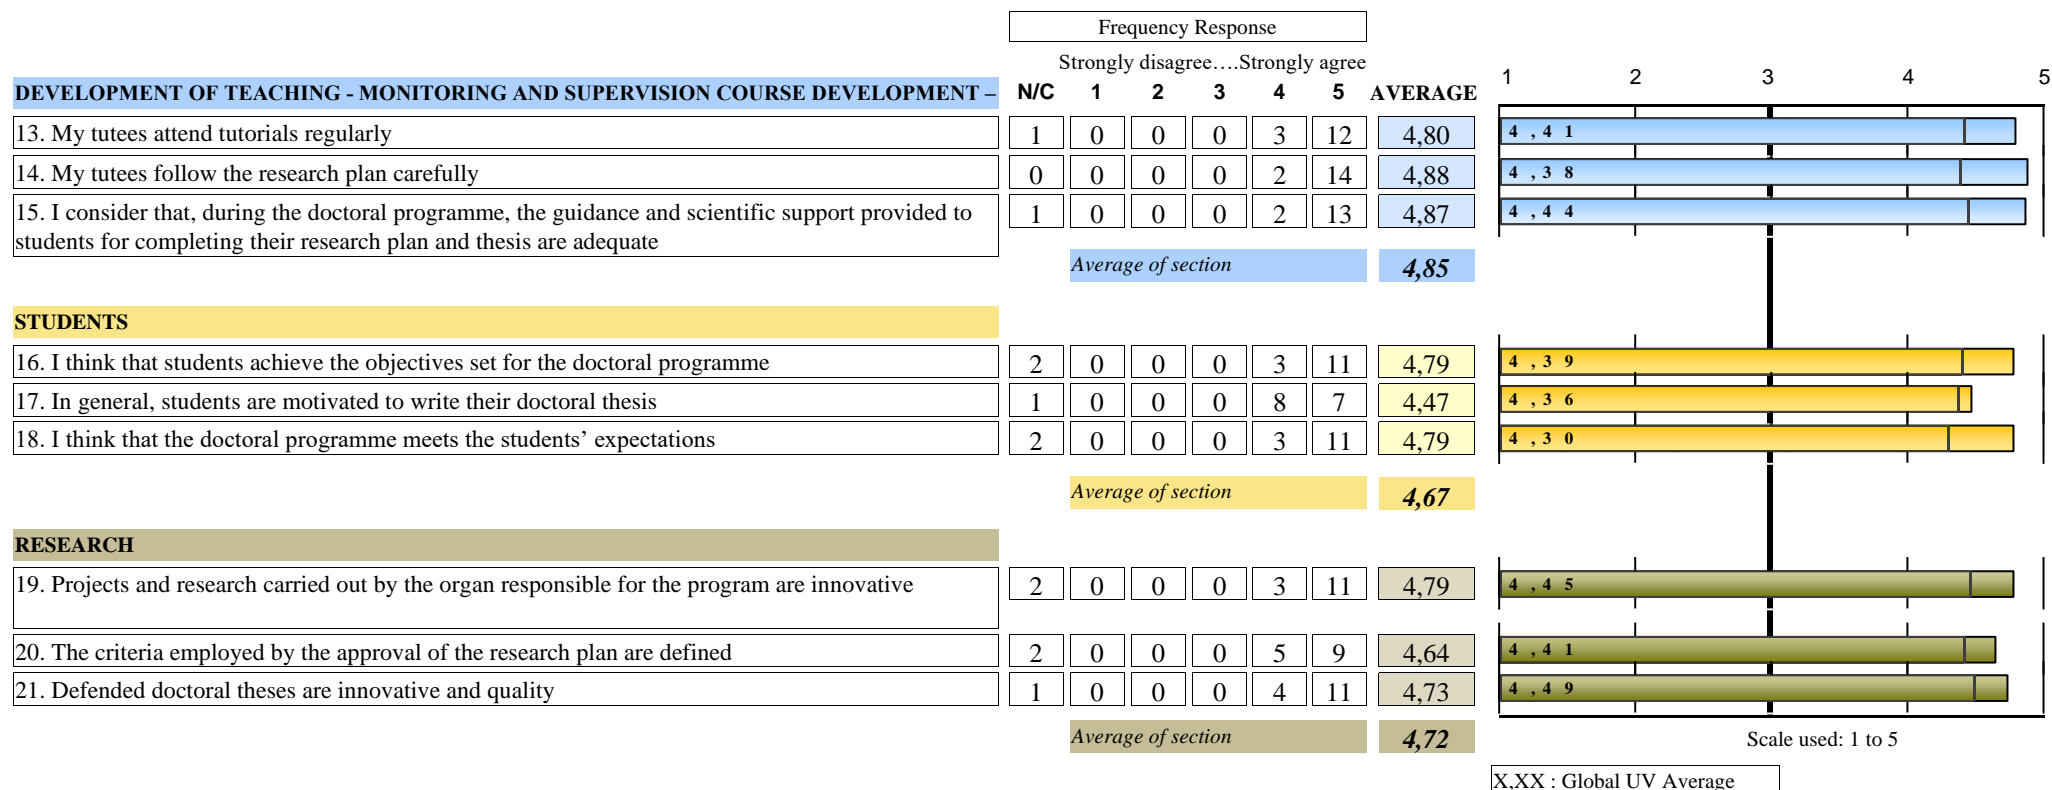 Frequency Response
Strongly disagree….Strongly agree
DEVELOPMENT OF TEACHING - MONITORING AND SUPERVISION COURSE DEVELOPMENT – N/C 1 2 3 4 5 AVERAGE 1 2 3 4 5
13. My tutees attend tutorials regularly 1 0 0 0 3 12 4,80 4,41
14. My tutees follow the research plan carefully 0 0 0 0 2 14 4,88 4,38
15. I consider that, during the doctoral programme, the guidance and scientific support provided to 1 0 0 0 2 13 4,87 4,44
students for completing their research plan and thesis are adequate
Average of section 4,85
STUDENTS
16. I think that students achieve the objectives set for the doctoral programme 2 0 0 0 3 11 4,79 4,39
17. In general, students are motivated to write their doctoral thesis 1 0 0 0 8 7 4,47 4,36
18. I think that the doctoral programme meets the students’ expectations 2 0 0 0 3 11 4,79 4,30
Average of section 4,67
RESEARCH
19. Projects and research carried out by the organ responsible for the program are innovative 2 0 0 0 3 11 4,79 4,45
20. The criteria employed by the approval of the research plan are defined 2 0 0 0 5 9 4,64 4,41
21. Defended doctoral theses are innovative and quality 1 0 0 0 4 11 4,73 4,49
Average of section 4,72
Scale used: 1 to 5
X,XX : Global UV Average